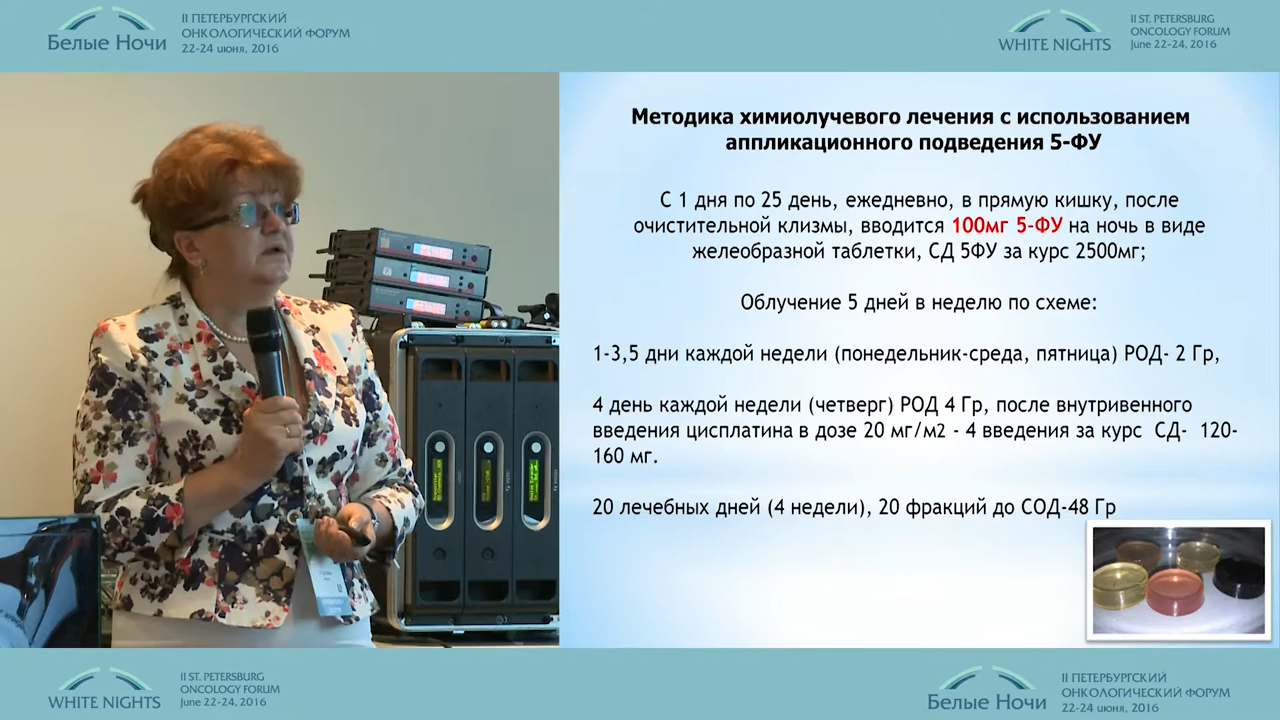 Белые Ночи
II ПЕТЕРБУРГСКИЙ
ОНКОЛОГИЧЕСКИЙ ФОРУМ
22-24 июня, 2016
WHITE NIGHTS
II ST. PETERSBURG
ONCOLOGY FORUM
June 22-24, 2016
Методика химиолучевого лечения с использованием
аппликационного подведения 5-ФУ
С 1 дня по 25 день, ежедневно, в прямую кишку, после
очистительной клизмы, вводится 100мг 5-ФУ на ночь в виде
желеобразной таблетки, СД 5ФУ за курс 2500мг;
Облучение 5 дней в неделю по схеме:
1-3,5 дни каждой недели (понедельник-среда, пятница) РОД- 2 Гр,
4 день каждой недели (четверг) РОД 4 Гр, после внутривенного
введения цисплатина в дозе 20 мг/м2 - 4 введения за курс СД- 120-
160 мг.
20 лечебных дней (4 недели), 20 фракций до СОД-48 Гр
WHITE NIGHTS
II ST. PETERSBURG
ONCOLOGY FORUM
June 22-24, 2016
Белые Ночи
II ПЕТЕРБУРГСКИЙ
ОНКОЛОГИЧЕСКИЙ ФОРУМ
22-24 июня, 2016